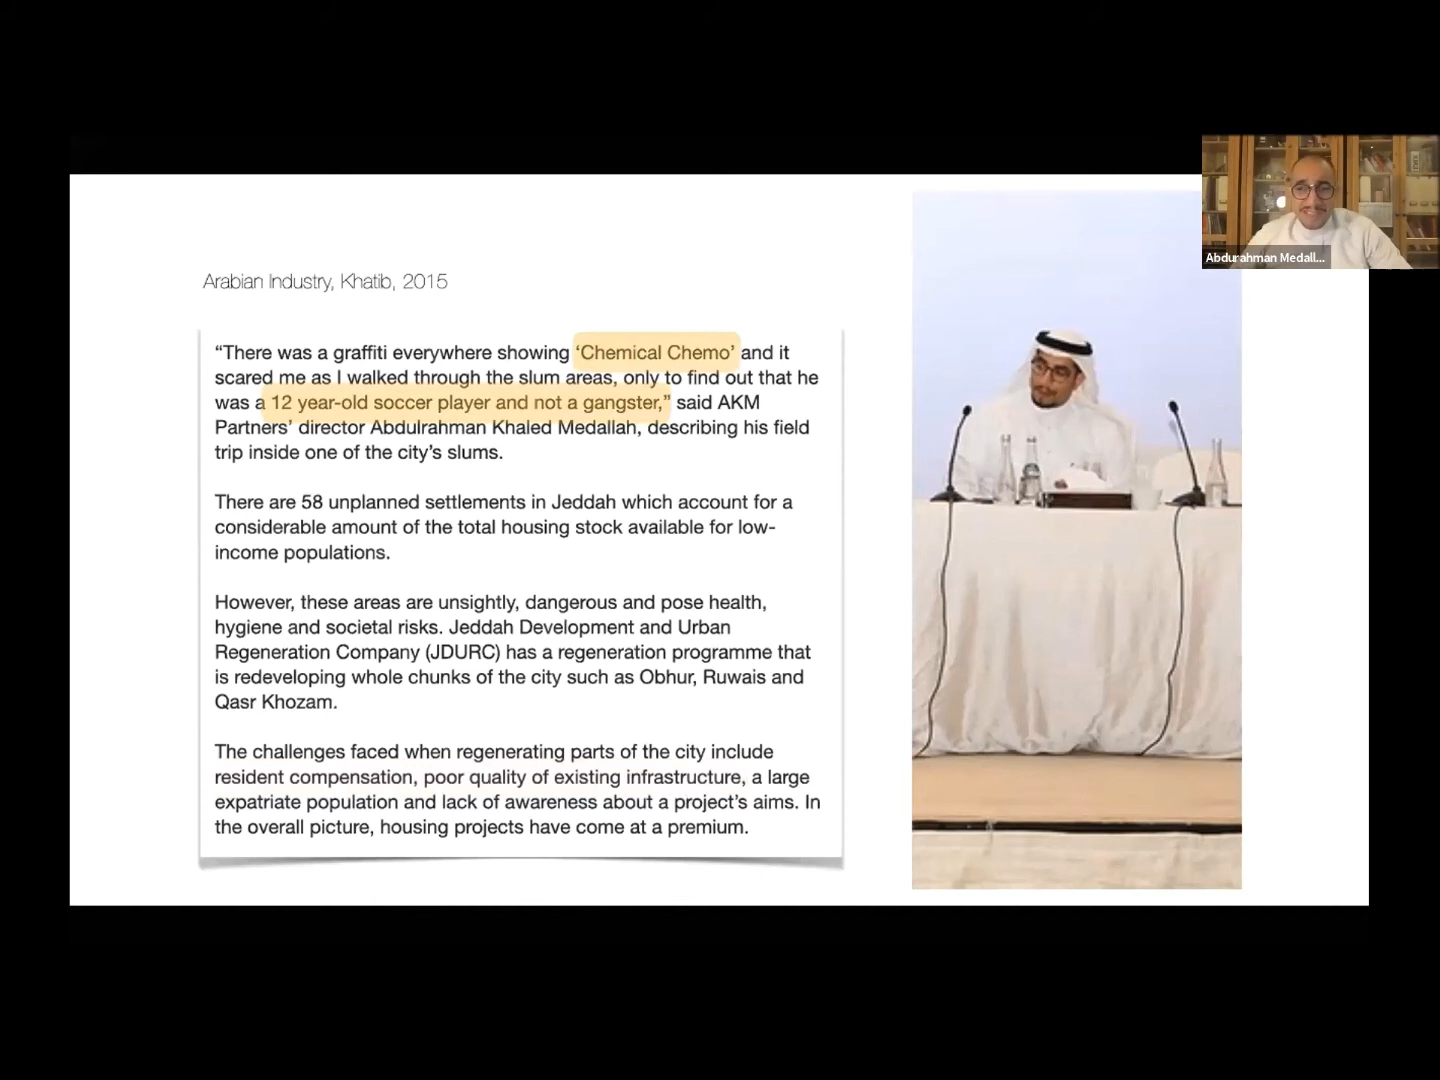 Abdurahman Medall...
Arabian Industry, Khatib, 2015
“There was a graffiti everywhere showing ‘Chemical Chemo’ and it
scared me as I walked through the slum areas, only to find out that he
was a 12 year-old soccer player and not a gangster,” said AKM
Partners’ director Abdulrahman Khaled Medallah, describing his field
trip inside one of the city’s slums.
There are 58 unplanned settlements in Jeddah which account for a
considerable amount of the total housing stock available for low-
income populations.
However, these areas are unsightly, dangerous and pose health,
hygiene and societal risks. Jeddah Development and Urban
Regeneration Company (JDURC) has a regeneration programme that
is redeveloping whole chunks of the city such as Obhur, Ruwais and
Qasr Khozam.
The challenges faced when regenerating parts of the city include
resident compensation, poor quality of existing infrastructure, a large
expatriate population and lack of awareness about a project’s aims. In
the overall picture, housing projects have come at a premium.